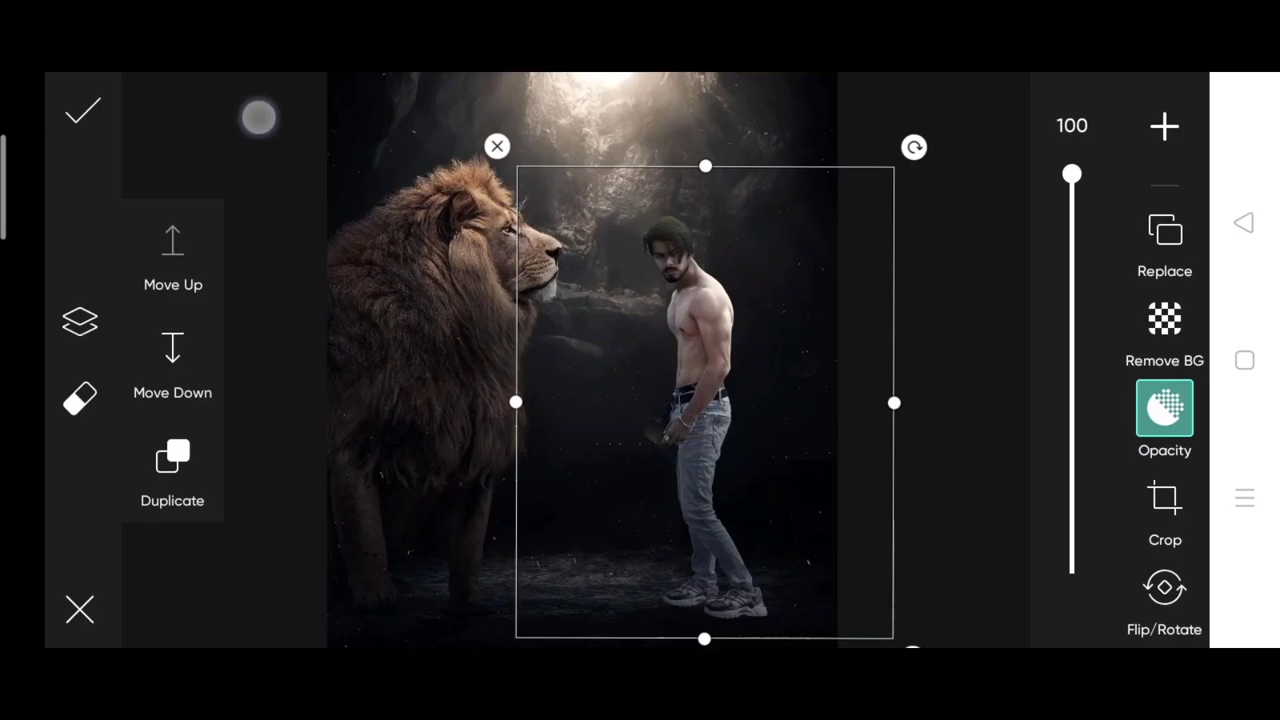 Move Up
Move Down
Duplicate
100
Replace
Remove BG
Opacity
Crop
Flip/Rotate